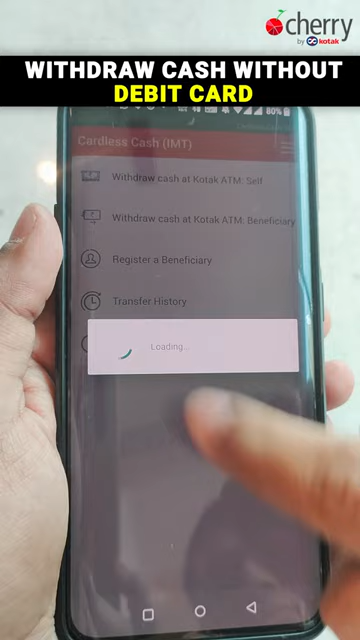 cherry
by kotak
WITHDRAW CASH WITHOUT
DEBIT CARD
80%
Cardless Cash (IMT)
Withdraw cash at Kotak ATM: Self
Withdraw cash at Kotak ATM: Beneficiary
Register a Beneficiary
Transfer History
Loading...